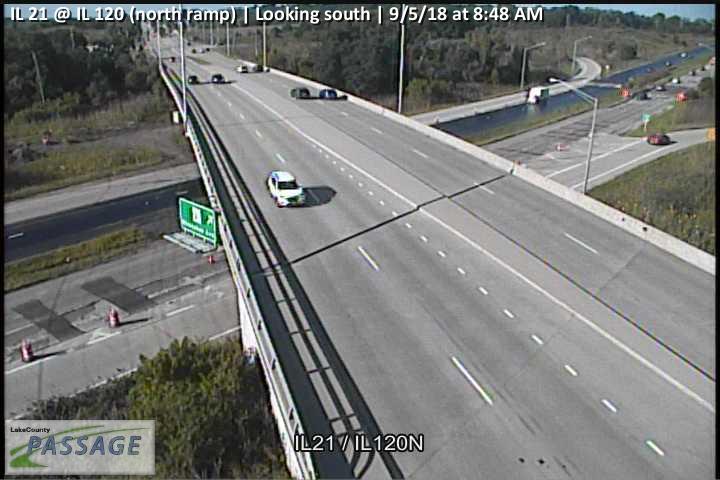 IL 21 @ IL 120 (north ramp) | Looking south | 9/5/18 at 8:48 AM
LakeCounty
PASSAGE
IL21 / IL120N